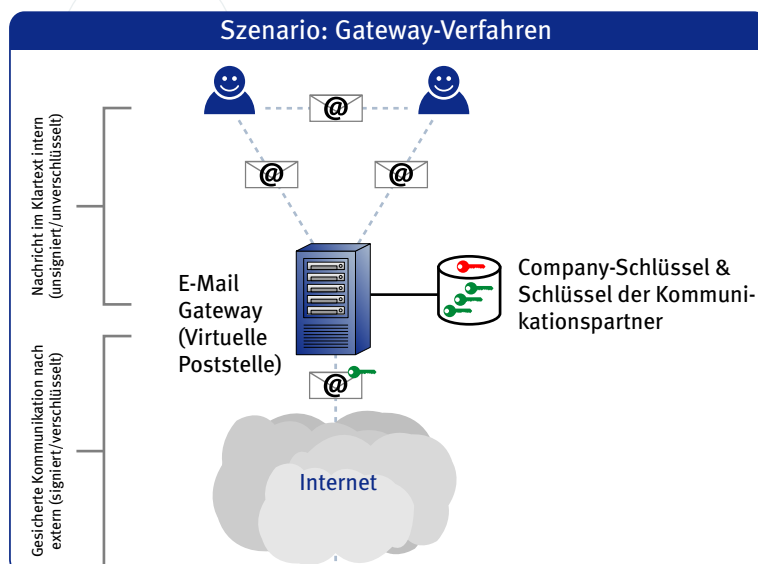 Szenario: Gateway-Verfahren
@
@
@
Nachricht im Klartext intern
(unsigniert/unverschlüsselt)
E-Mail
Gateway
(Virtuelle
Poststelle)
Company-Schlüssel &
Schlüssel der Kommuni-
kationspartner
@
Gesicherte Kommunikation nach
extern (signiert/verschlüsselt)
Internet